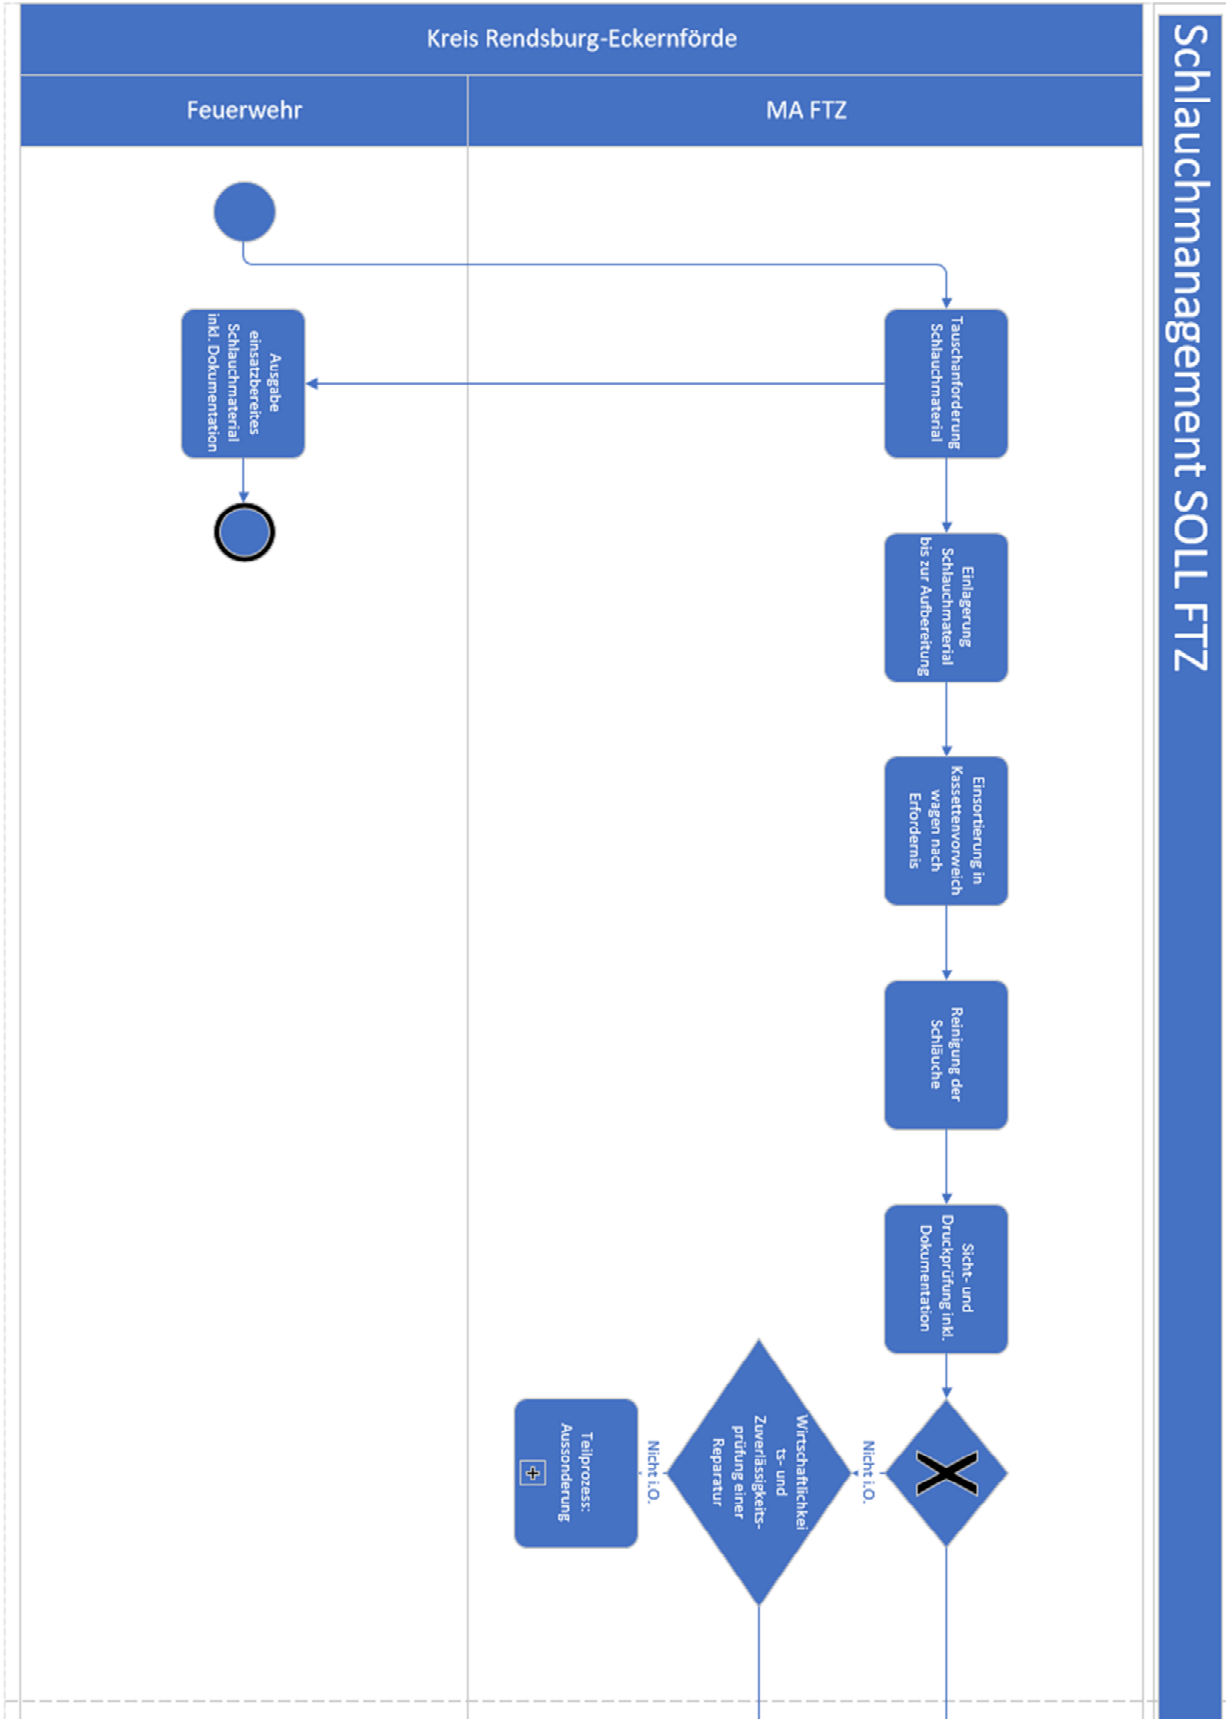 Schlauchmanagement SOLL FTZ
Kreis Rendsburg-Eckernförde
Feuerwehr
MA FTZ
Tauschanforderung
Schlauchmaterial
Ausgabe
einsatzbereites
Schlauchmaterial
inkl. Dokumentation
Einlagerung
Schlauchmaterial
bis zur Aufbereitung
Einsortierung in
Kassettenvorweich
wagen nach
Erfordernis
Reinigung der
Schläuche
Sicht- und
Druckprüfung inkl.
Dokumentation
X
Nicht i.O.
Wirtschaftlichkei
ts- und
Zuverlässigkeits-
prüfung einer
Reparatur
Nicht i.O.
Teilprozess:
Aussonderung